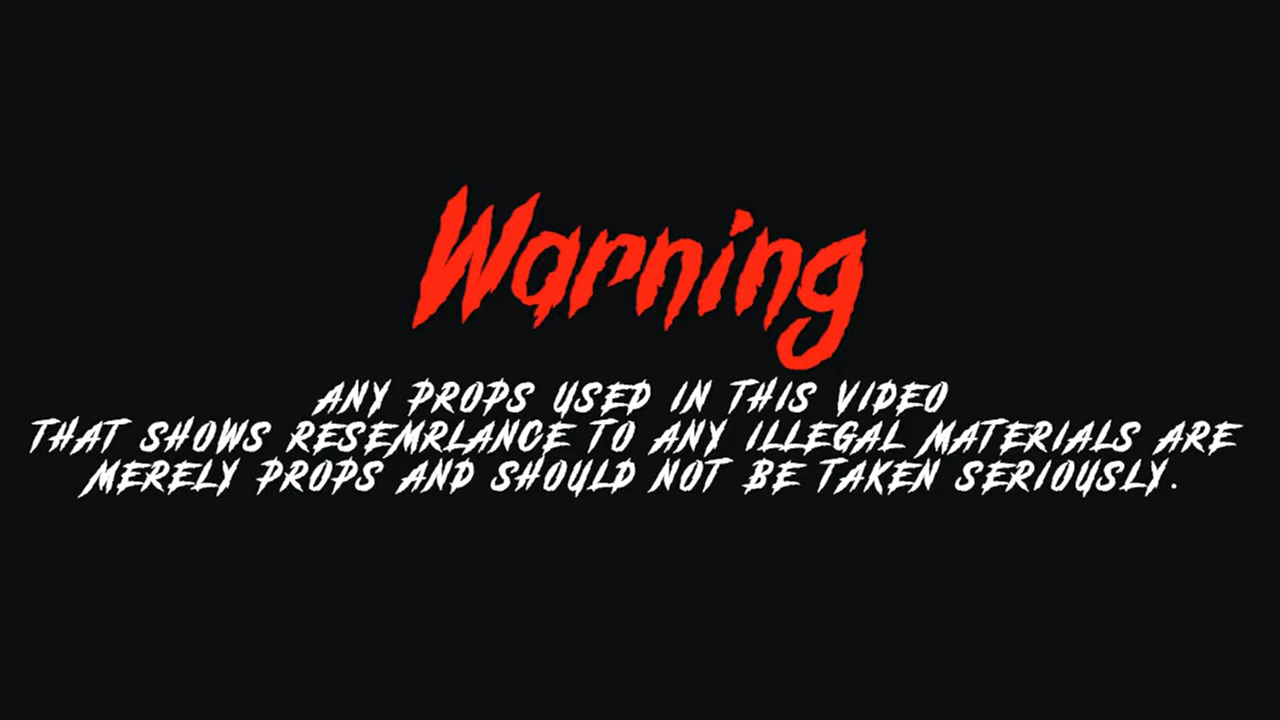 Warning
ANY PROPS USED IN THIS VIDEO
THAT SHOWS RESEMRLANCE TO ANY ILLEGAL MATERIALS ARE
MERELY PROPS AND SHOULD NOT BE TAKEN SERIOUSLY.